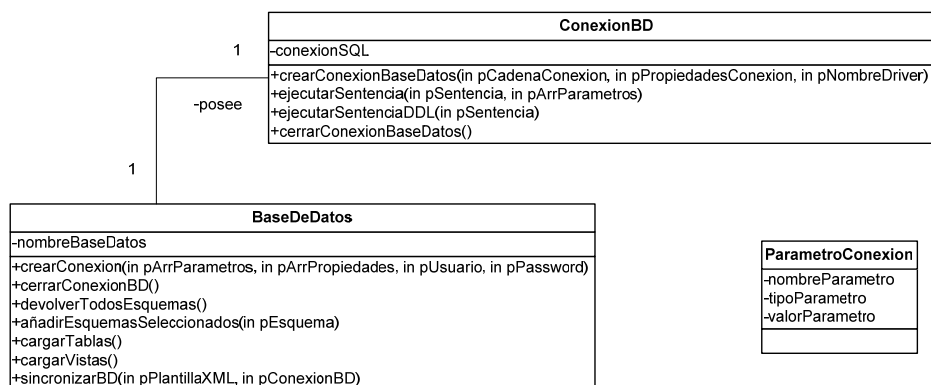 ConexionBD
-conexionSQL
+crearConexionBaseDatos(in pCadenaConexion, in pPropiedadesConexion, in pNombreDriver)
+ejecutarSentencia(in pSentencia, in pArrParametros)
+ejecutarSentenciaDDL(in pSentencia)
+cerrarConexionBaseDatos()
1
-posee
1
BaseDeDatos
-nombreBaseDatos
+crearConexion(in pArrParametros, in pArrPropiedades, in pUsuario, in pPassword)
+cerrarConexionBD()
+devolverTodosEsquemas()
+añadirEsquemasSeleccionados(in pEsquema)
+cargarTablas()
+cargarVistas()
+sincronizarBD(in pPlantillaXML, in pConexionBD)
ParametroConexion
-nombreParametro
-tipoParametro
-valorParametro